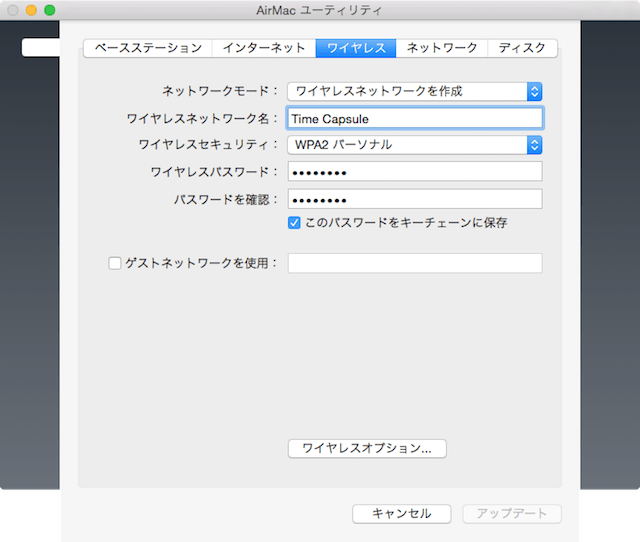 AirMac ユーティリティ
ベースステーション インターネット ワイヤレス ネットワーク ディスク
ネットワークモード： ワイヤレスネットワークを作成
ワイヤレスネットワーク名： Time Capsule
ワイヤレスセキュリティ： WPA2 パーソナル
ワイヤレスパスワード： ••••••••
パスワードを確認： ••••••••
このパスワードをキーチェーンに保存
ゲストネットワークを使用：
ワイヤレスオプション...
キャンセル アップデート